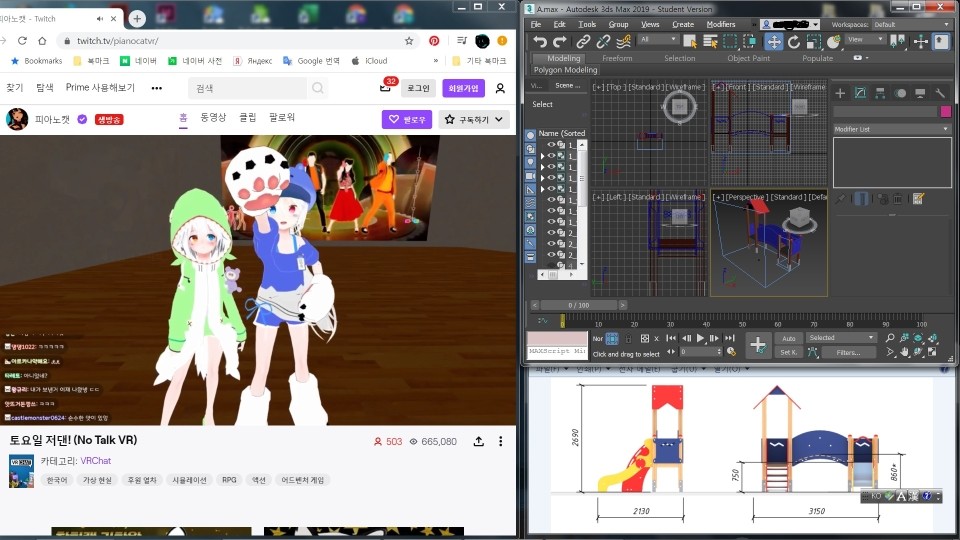 피아노캣 - Twitch
twitch.tv/pianocatvr/
Bookmarks
북마크
네이버
네이버 사전
Яндекс
Google 번역
iCloud
»
기타 북마크
찾기
탐색
Prime 사용해보기
•••
검색
32
로그인
회원가입
피아노캣
생방송
홈
동영상
클립
팔로워
팔로우
구독하기
castlemonster0624:
토요일 저댄! (No Talk VR)
503
665,080
카테고리: VRChat
한국어
가상 현실
후원 열차
시뮬레이션
RPG
액션
어드벤처 게임
A.max - Autodesk 3ds Max 2019 - Student Version
File
Edit
Tools
Group
Views
Create
Modifiers
Workspaces: Default
All
View
Modeling
Freeform
Selection
Object Paint
Populate
Polygon Modeling
Vi...
Scene ...
Select
Name (Sorted
[+] [Top] [Standard] [Wireframe]
[+] [Front] [Standard] [Wireframe
[+] [Left] [Standard] [Wireframe]
[+] [Perspective] [Standard] [Defau
Modifier List
0 / 100
10
20
30
40
50
60
70
80
90
100
Nor
Click and drag to select
MAXScript Mi
0
Auto
Selected
Set K.
Filters...
2690
2130
750
860*
3150
KO
A
漢